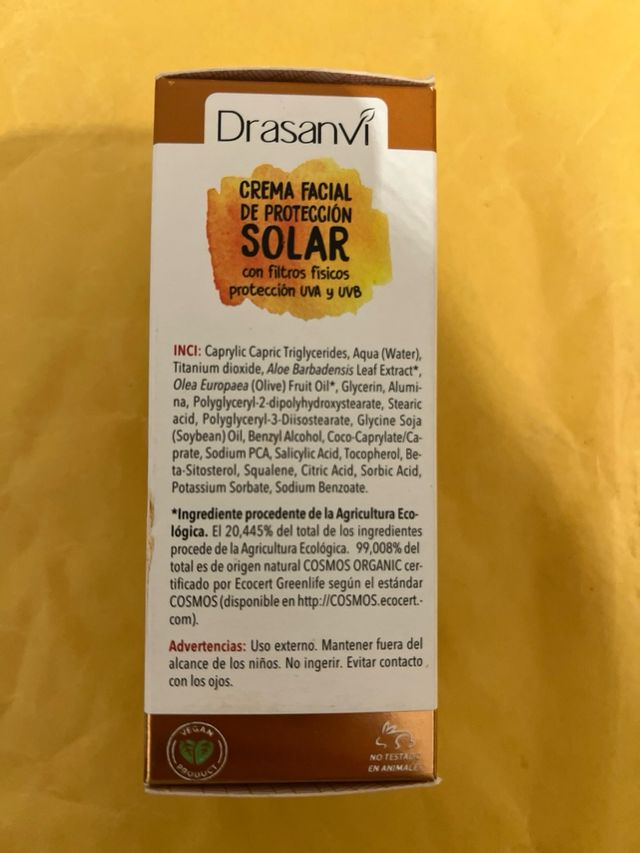 Drasanvi
CREMA FACIAL
DE PROTECCIÓN
SOLAR
con filtros físicos
protección UVA y UVB
INCI: Caprylic Capric Triglycerides, Aqua (Water),
Titanium dioxide, Aloe Barbadensis Leaf Extract*,
Olea Europaea (Olive) Fruit Oil*, Glycerin, Alumi-
na, Polyglyceryl-2-dipolyhydroxystearate, Stearic
acid, Polyglyceryl-3-Diisostearate, Glycine Soja
(Soybean) Oil, Benzyl Alcohol, Coco-Caprylate/Ca-
prate, Sodium PCA, Salicylic Acid, Tocopherol, Be-
ta-Sitosterol, Squalene, Citric Acid, Sorbic Acid,
Potassium Sorbate, Sodium Benzoate.
*Ingrediente procedente de la Agricultura Eco-
lógica. El 20,445% del total de los ingredientes
procede de la Agricultura Ecológica. 99,008% del
total es de origen natural COSMOS ORGANIC cer-
tificado por Ecocert Greenlife según el estándar
COSMOS (disponible en http://COSMOS.ecocert.-
com).
Advertencias: Uso externo. Mantener fuera del
alcance de los niños. No ingerir. Evitar contacto
con los ojos.
VEGAN
PRODUCT
NO TESTADO
EN ANIMALES